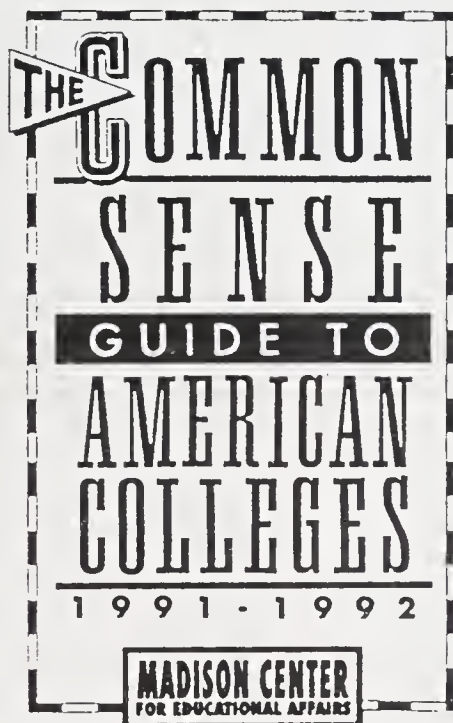 THE COMMON
SENSE
GUIDE TO
AMERICAN
COLLEGES
1991-1992
MADISON CENTER
FOR EDUCATIONAL AFFAIRS